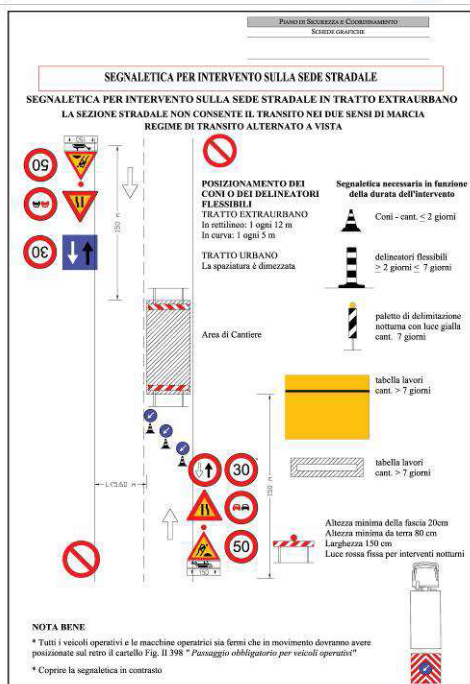 PIANO DI SICUREZZA E COORDINAMENTO
SCHEDE GRAFICHE
SEGNALETICA PER INTERVENTO SULLA SEDE STRADALE
SEGNALETICA PER INTERVENTO SULLA SEDE STRADALE IN TRATTO EXTRAURBANO
LA SEZIONE STRADALE NON CONSENTE IL TRANSITO NEI DUE SENSI DI MARCIA
REGIME DI TRANSITO ALTERNATO A VISTA
150
50
30
150 m
POSIZIONAMENTO DEI
CONI O DEI DELINEATORI
FLESSIBILI
TRATTO EXTRAURBANO
In rettilineo: 1 ogni 12 m
In curva: 1 ogni 5 m
TRATTO URBANO
La spaziatura è dimezzata
Area di Cantiere
Segnaletica necessaria in funzione
della durata dell'intervento
Coni - cant. ≤ 2 giorni
delineatori flessibili
> 2 giorni ≤ 7 giorni
paletto di delimitazione
notturna con luce gialla
cant. 7 giorni
tabella lavori
cant. > 7 giorni
tabella lavori
cant. > 7 giorni
L<5.60 m
30
50
150
150 m
Altezza minima della fascia 20cm
Altezza minima da terra 80 cm
Larghezza 150 cm
Luce rossa fissa per interventi notturni
NOTA BENE
* Tutti i veicoli operativi e le macchine operatrici sia fermi che in movimento dovranno avere
posizionate sul retro il cartello Fig. II 398 "Passaggio obbligatorio per veicoli operativi"
* Coprire la segnaletica in contrasto